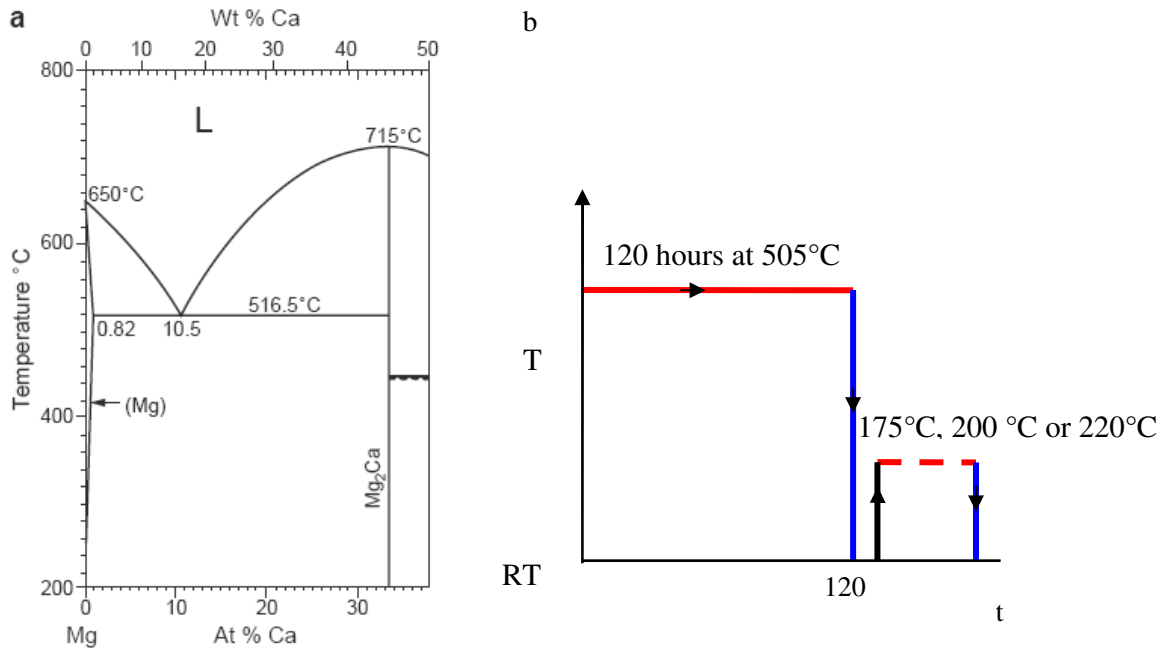 a
Wt % Ca
0 10 20 30 40 50
800
L
715°C
650°C
600
516.5°C
0.82 10.5
Temperature °C
400
(Mg)
Mg₂Ca
200
0 10 20 30
Mg
At % Ca
b
120 hours at 505°C
T
175°C, 200 °C or 220°C
RT
120
t